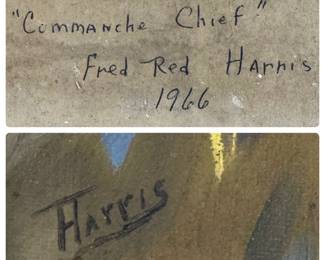 "Commanche Chief"
Fred Red Harris
1966
Harris